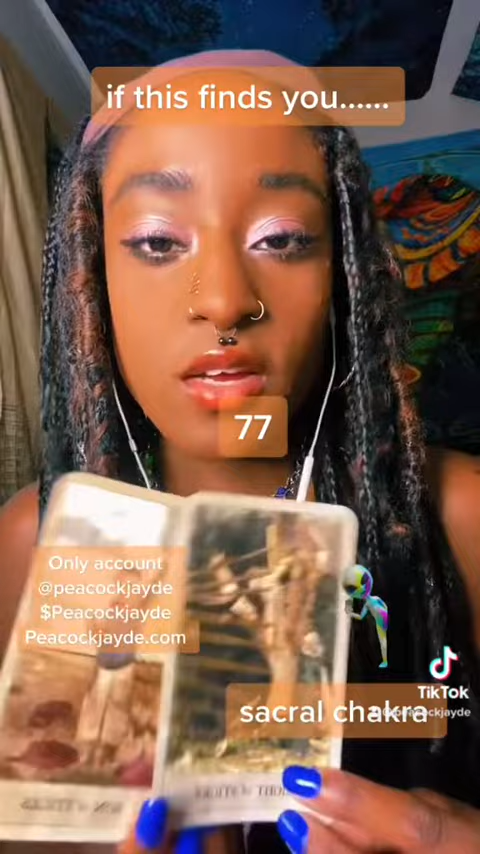 if this finds you......
77
Only account
@peacockjayde
$Peacockjayde
Peacockjayde.com
TikTok
sacral chakra